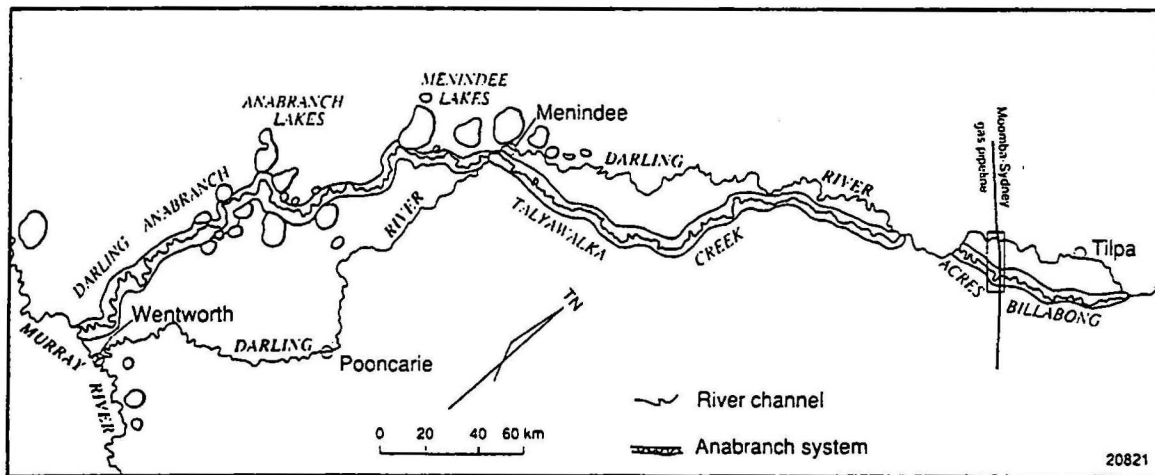 MENINDEE
LAKES
Menindee
ANABRANCH
LAKES
DARLING
RIVER
Moomba-Sydney
gas pipeline
DARLING ANABRANCH
RIVER
TALYAWALKA
CREEK
Tilpa
ACRES
BILLABONG
Wentworth
MURRAY
RIVER
DARLING
Pooncarie
TN
0 20 40 60 km
River channel
Anabranch system
20821